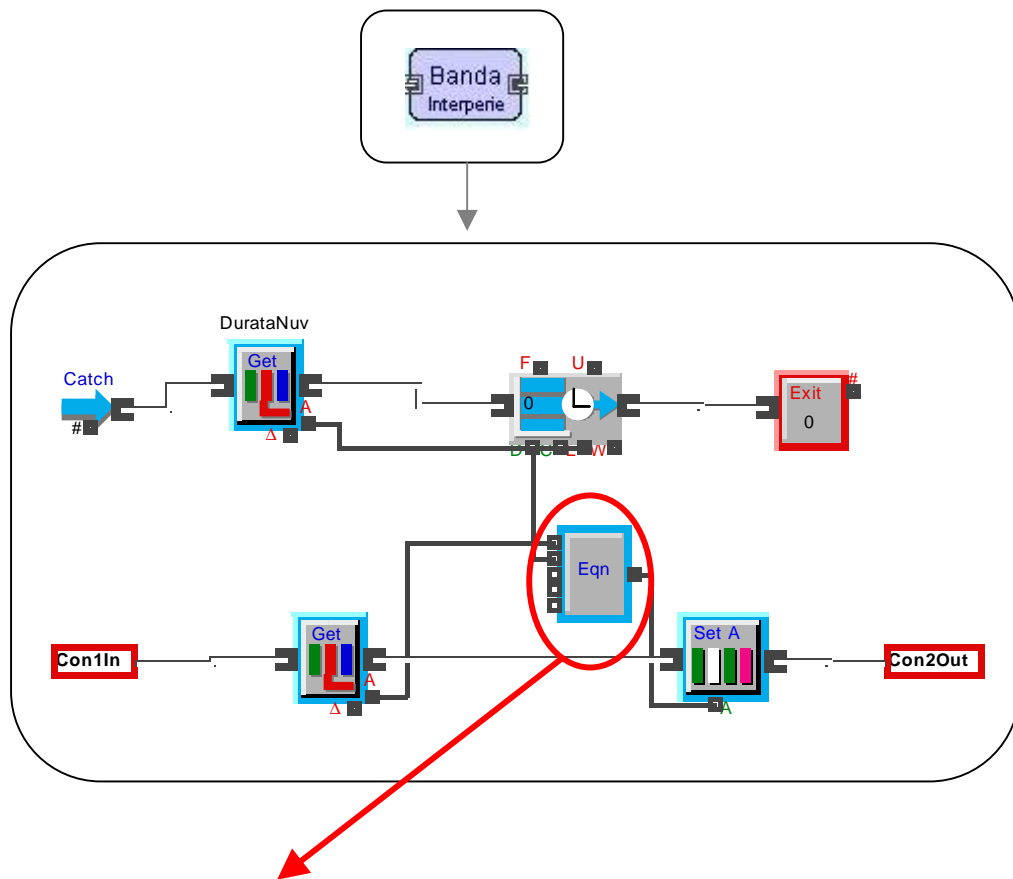 Banda
Interperie
DurataNuv
Catch
#
Get
A
Δ
F U
0
D C L W
Exit
0
#
Eqn
Con1In
Get
A
Δ
Set A
A
Con2Out